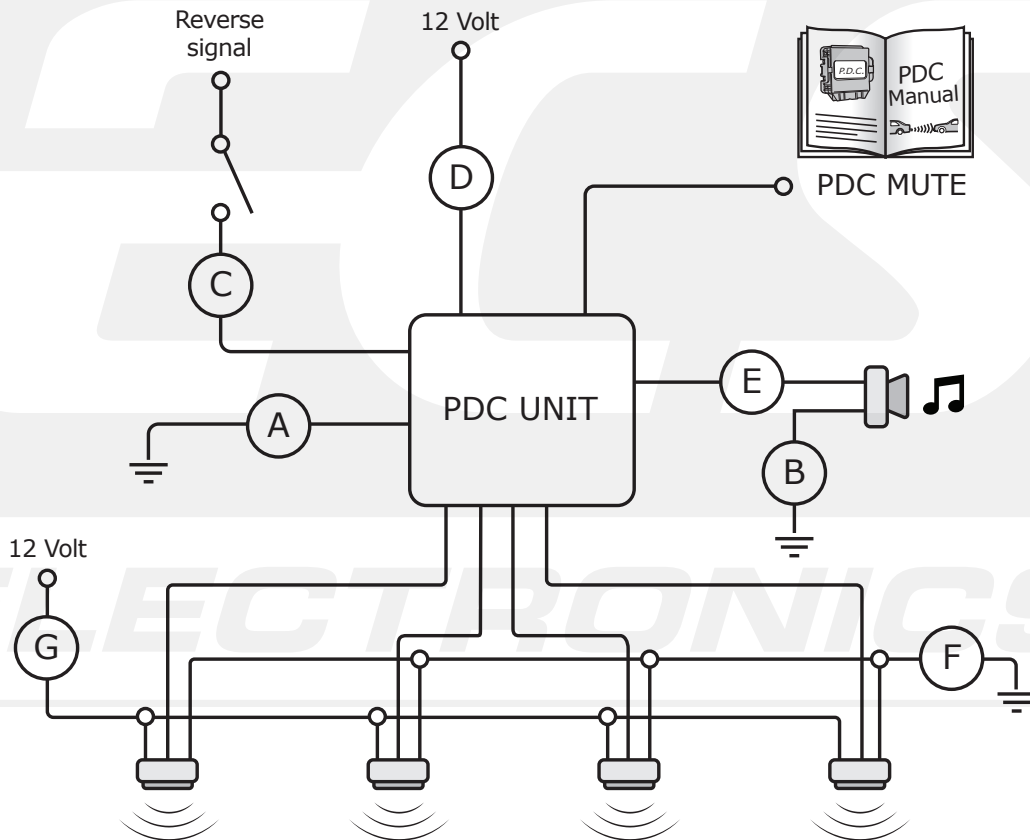 Reverse
signal
12 Volt
P.D.C.
PDC
Manual
D
PDC MUTE
C
E
PDC UNIT
A
B
12 Volt
ELECTRONICS
G
F